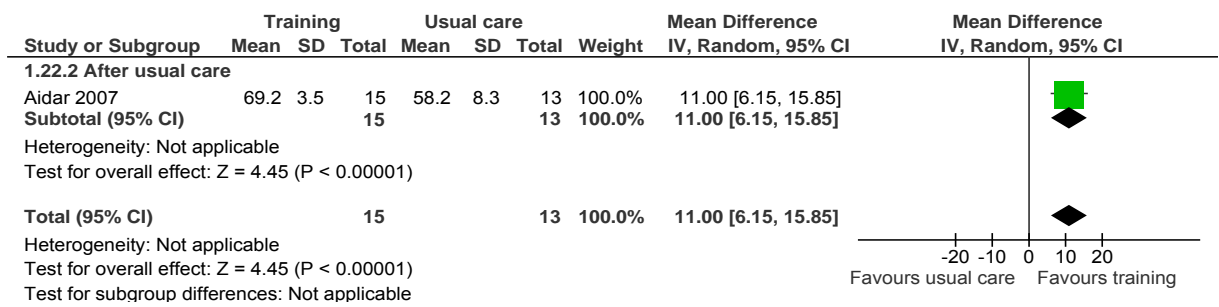 Training Usual care Mean Difference Mean Difference
Study or Subgroup Mean SD Total Mean SD Total Weight IV, Random, 95% CI IV, Random, 95% CI
1.22.2 After usual care
Aidar 2007 69.2 3.5 15 58.2 8.3 13 100.0% 11.00 [6.15, 15.85]
Subtotal (95% CI) 15 13 100.0% 11.00 [6.15, 15.85]
Heterogeneity: Not applicable
Test for overall effect: Z = 4.45 (P < 0.00001)
Total (95% CI) 15 13 100.0% 11.00 [6.15, 15.85]
Heterogeneity: Not applicable
-20 -10 0 10 20
Test for overall effect: Z = 4.45 (P < 0.00001)
Favours usual care Favours training
Test for subgroup differences: Not applicable